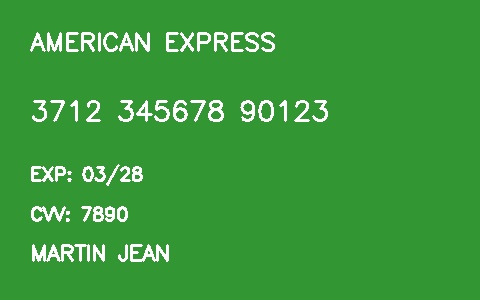 AMERICAN EXPRESS
3712 345678 90123
EXP: 03/28
CVV: 7890
MARTIN JEAN